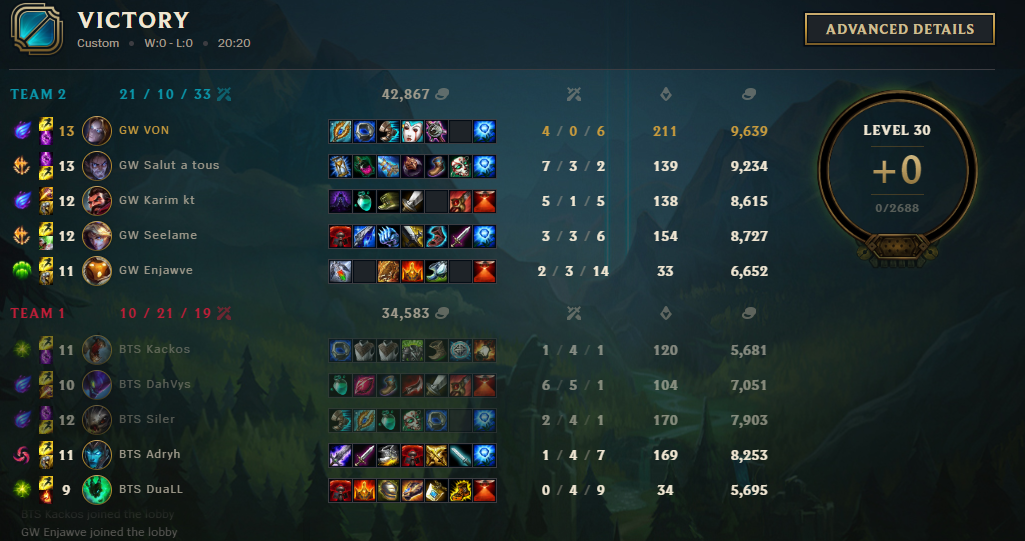 VICTORY
Custom • W:0 - L:0 • 20:20
ADVANCED DETAILS
TEAM 2 21 / 10 / 33 42,867
13 GW VON 4 / 0 / 6 211 9,639
13 GW Salut a tous 7 / 3 / 2 139 9,234
12 GW Karim kt 5 / 1 / 5 138 8,615
12 GW Seelame 3 / 3 / 6 154 8,727
11 GW Enjawve 2 / 3 / 14 33 6,652
LEVEL 30
+0
0/2688
TEAM 1 10 / 21 / 19 34,583
11 BTS Kackos 1 / 4 / 1 120 5,681
10 BTS DahVys 6 / 5 / 1 104 7,051
12 BTS Siler 2 / 4 / 1 170 7,903
11 BTS Adryh 1 / 4 / 7 169 8,253
9 BTS DuaLL 0 / 4 / 9 34 5,695
BTS Kackos joined the lobby
GW Enjawve joined the lobby